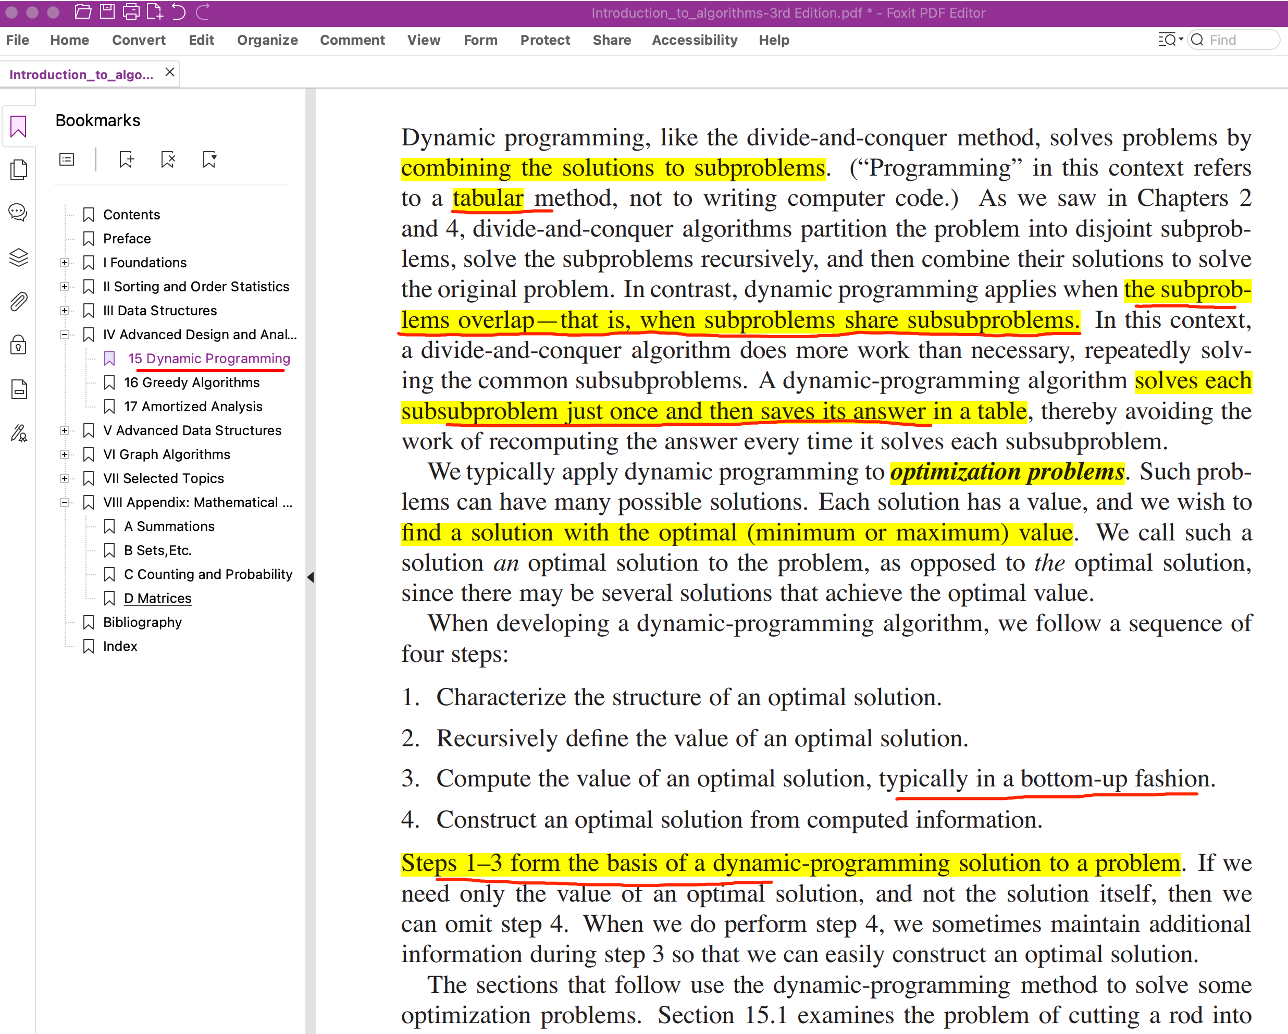 Introduction_to_algorithms-3rd Edition.pdf * - Foxit PDF Editor
File Home Convert Edit Organize Comment View Form Protect Share Accessibility Help Find
Introduction_to_algo...
Bookmarks
Contents
Preface
I Foundations
II Sorting and Order Statistics
III Data Structures
IV Advanced Design and Anal...
15 Dynamic Programming
16 Greedy Algorithms
17 Amortized Analysis
V Advanced Data Structures
VI Graph Algorithms
VII Selected Topics
VIII Appendix: Mathematical ...
A Summations
B Sets,Etc.
C Counting and Probability
D Matrices
Bibliography
Index
Dynamic programming, like the divide-and-conquer method, solves problems by
combining the solutions to subproblems. (“Programming” in this context refers
to a tabular method, not to writing computer code.) As we saw in Chapters 2
and 4, divide-and-conquer algorithms partition the problem into disjoint subprob-
lems, solve the subproblems recursively, and then combine their solutions to solve
the original problem. In contrast, dynamic programming applies when the subprob-
lems overlap—that is, when subproblems share subsubproblems. In this context,
a divide-and-conquer algorithm does more work than necessary, repeatedly solv-
ing the common subsubproblems. A dynamic-programming algorithm solves each
subsubproblem just once and then saves its answer in a table, thereby avoiding the
work of recomputing the answer every time it solves each subsubproblem.
We typically apply dynamic programming to optimization problems. Such prob-
lems can have many possible solutions. Each solution has a value, and we wish to
find a solution with the optimal (minimum or maximum) value. We call such a
solution an optimal solution to the problem, as opposed to the optimal solution,
since there may be several solutions that achieve the optimal value.
When developing a dynamic-programming algorithm, we follow a sequence of
four steps:
1. Characterize the structure of an optimal solution.
2. Recursively define the value of an optimal solution.
3. Compute the value of an optimal solution, typically in a bottom-up fashion.
4. Construct an optimal solution from computed information.
Steps 1–3 form the basis of a dynamic-programming solution to a problem. If we
need only the value of an optimal solution, and not the solution itself, then we
can omit step 4. When we do perform step 4, we sometimes maintain additional
information during step 3 so that we can easily construct an optimal solution.
The sections that follow use the dynamic-programming method to solve some
optimization problems. Section 15.1 examines the problem of cutting a rod into